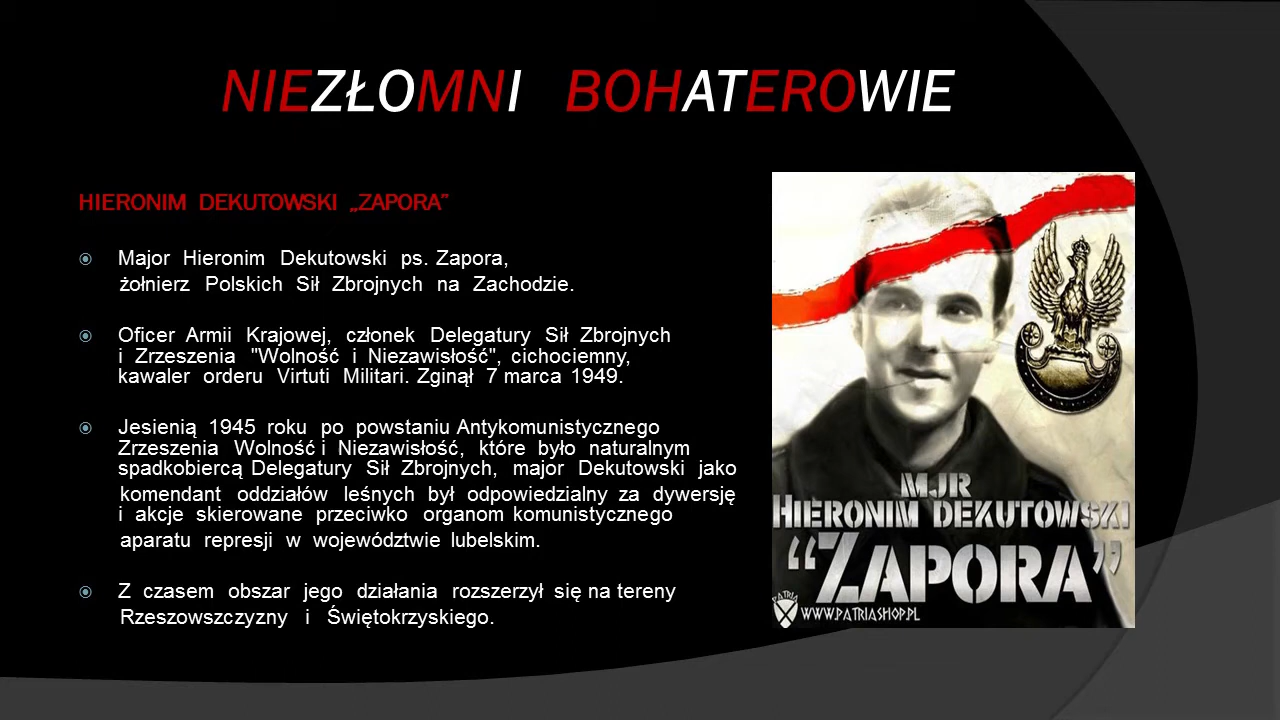 NIEZŁOMNI BOHATEROWIE
HIERONIM DEKUTOWSKI „ZAPORA”
Major Hieronim Dekutowski ps. Zapora,
żołnierz Polskich Sił Zbrojnych na Zachodzie.
Oficer Armii Krajowej, członek Delegatury Sił Zbrojnych
i Zrzeszenia "Wolność i Niezawisłość", cichociemny,
kawaler orderu Virtuti Militari. Zginął 7 marca 1949.
Jesienią 1945 roku po powstaniu Antykomunistycznego
Zrzeszenia Wolność i Niezawisłość, które było naturalnym
spadkobiercą Delegatury Sił Zbrojnych, major Dekutowski jako
komendant oddziałów leśnych był odpowiedzialny za dywersję
i akcje skierowane przeciwko organom komunistycznego
aparatu represji w województwie lubelskim.
Z czasem obszar jego działania rozszerzył się na tereny
Rzeszowszczyzny i Świętokrzyskiego.
MJR
HIERONIM DEKUTOWSKI
“ZAPORA”
PATRIA
WWW.PATRIASHOP.PL